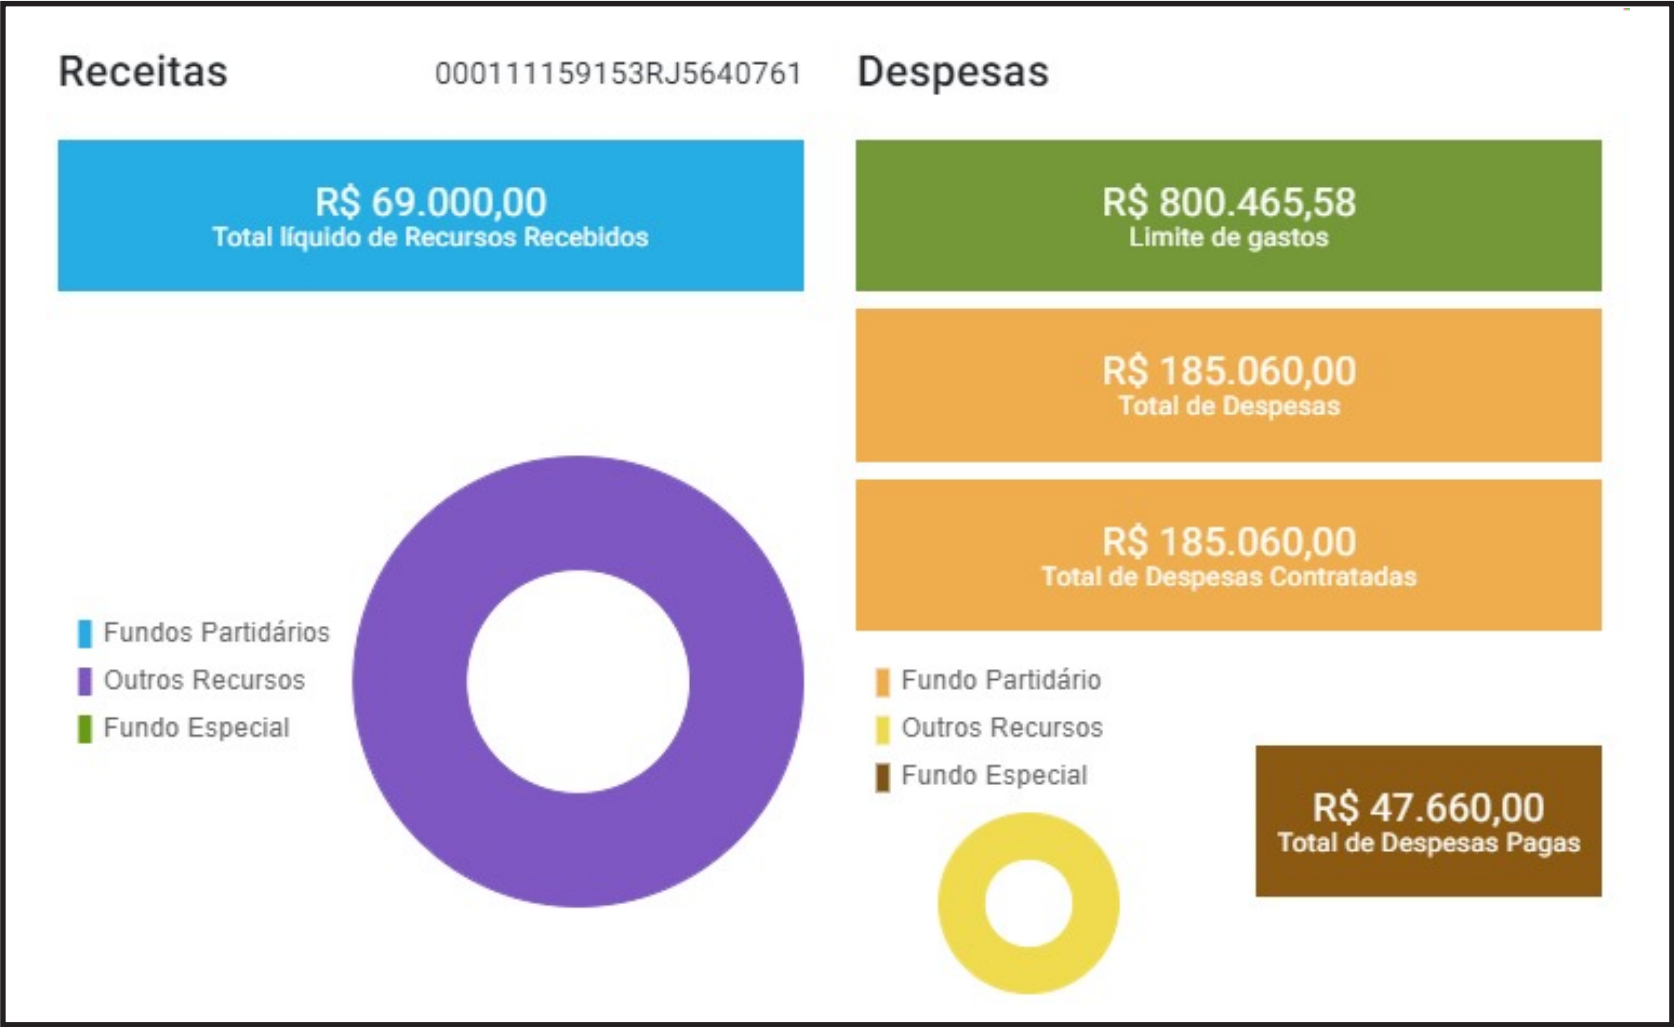 Receitas
000111159153RJ5640761
R$ 69.000,00
Total líquido de Recursos Recebidos
Fundos Partidários
Outros Recursos
Fundo Especial
Despesas
R$ 800.465,58
Limite de gastos
R$ 185.060,00
Total de Despesas
R$ 185.060,00
Total de Despesas Contratadas
Fundo Partidário
Outros Recursos
Fundo Especial
R$ 47.660,00
Total de Despesas Pagas